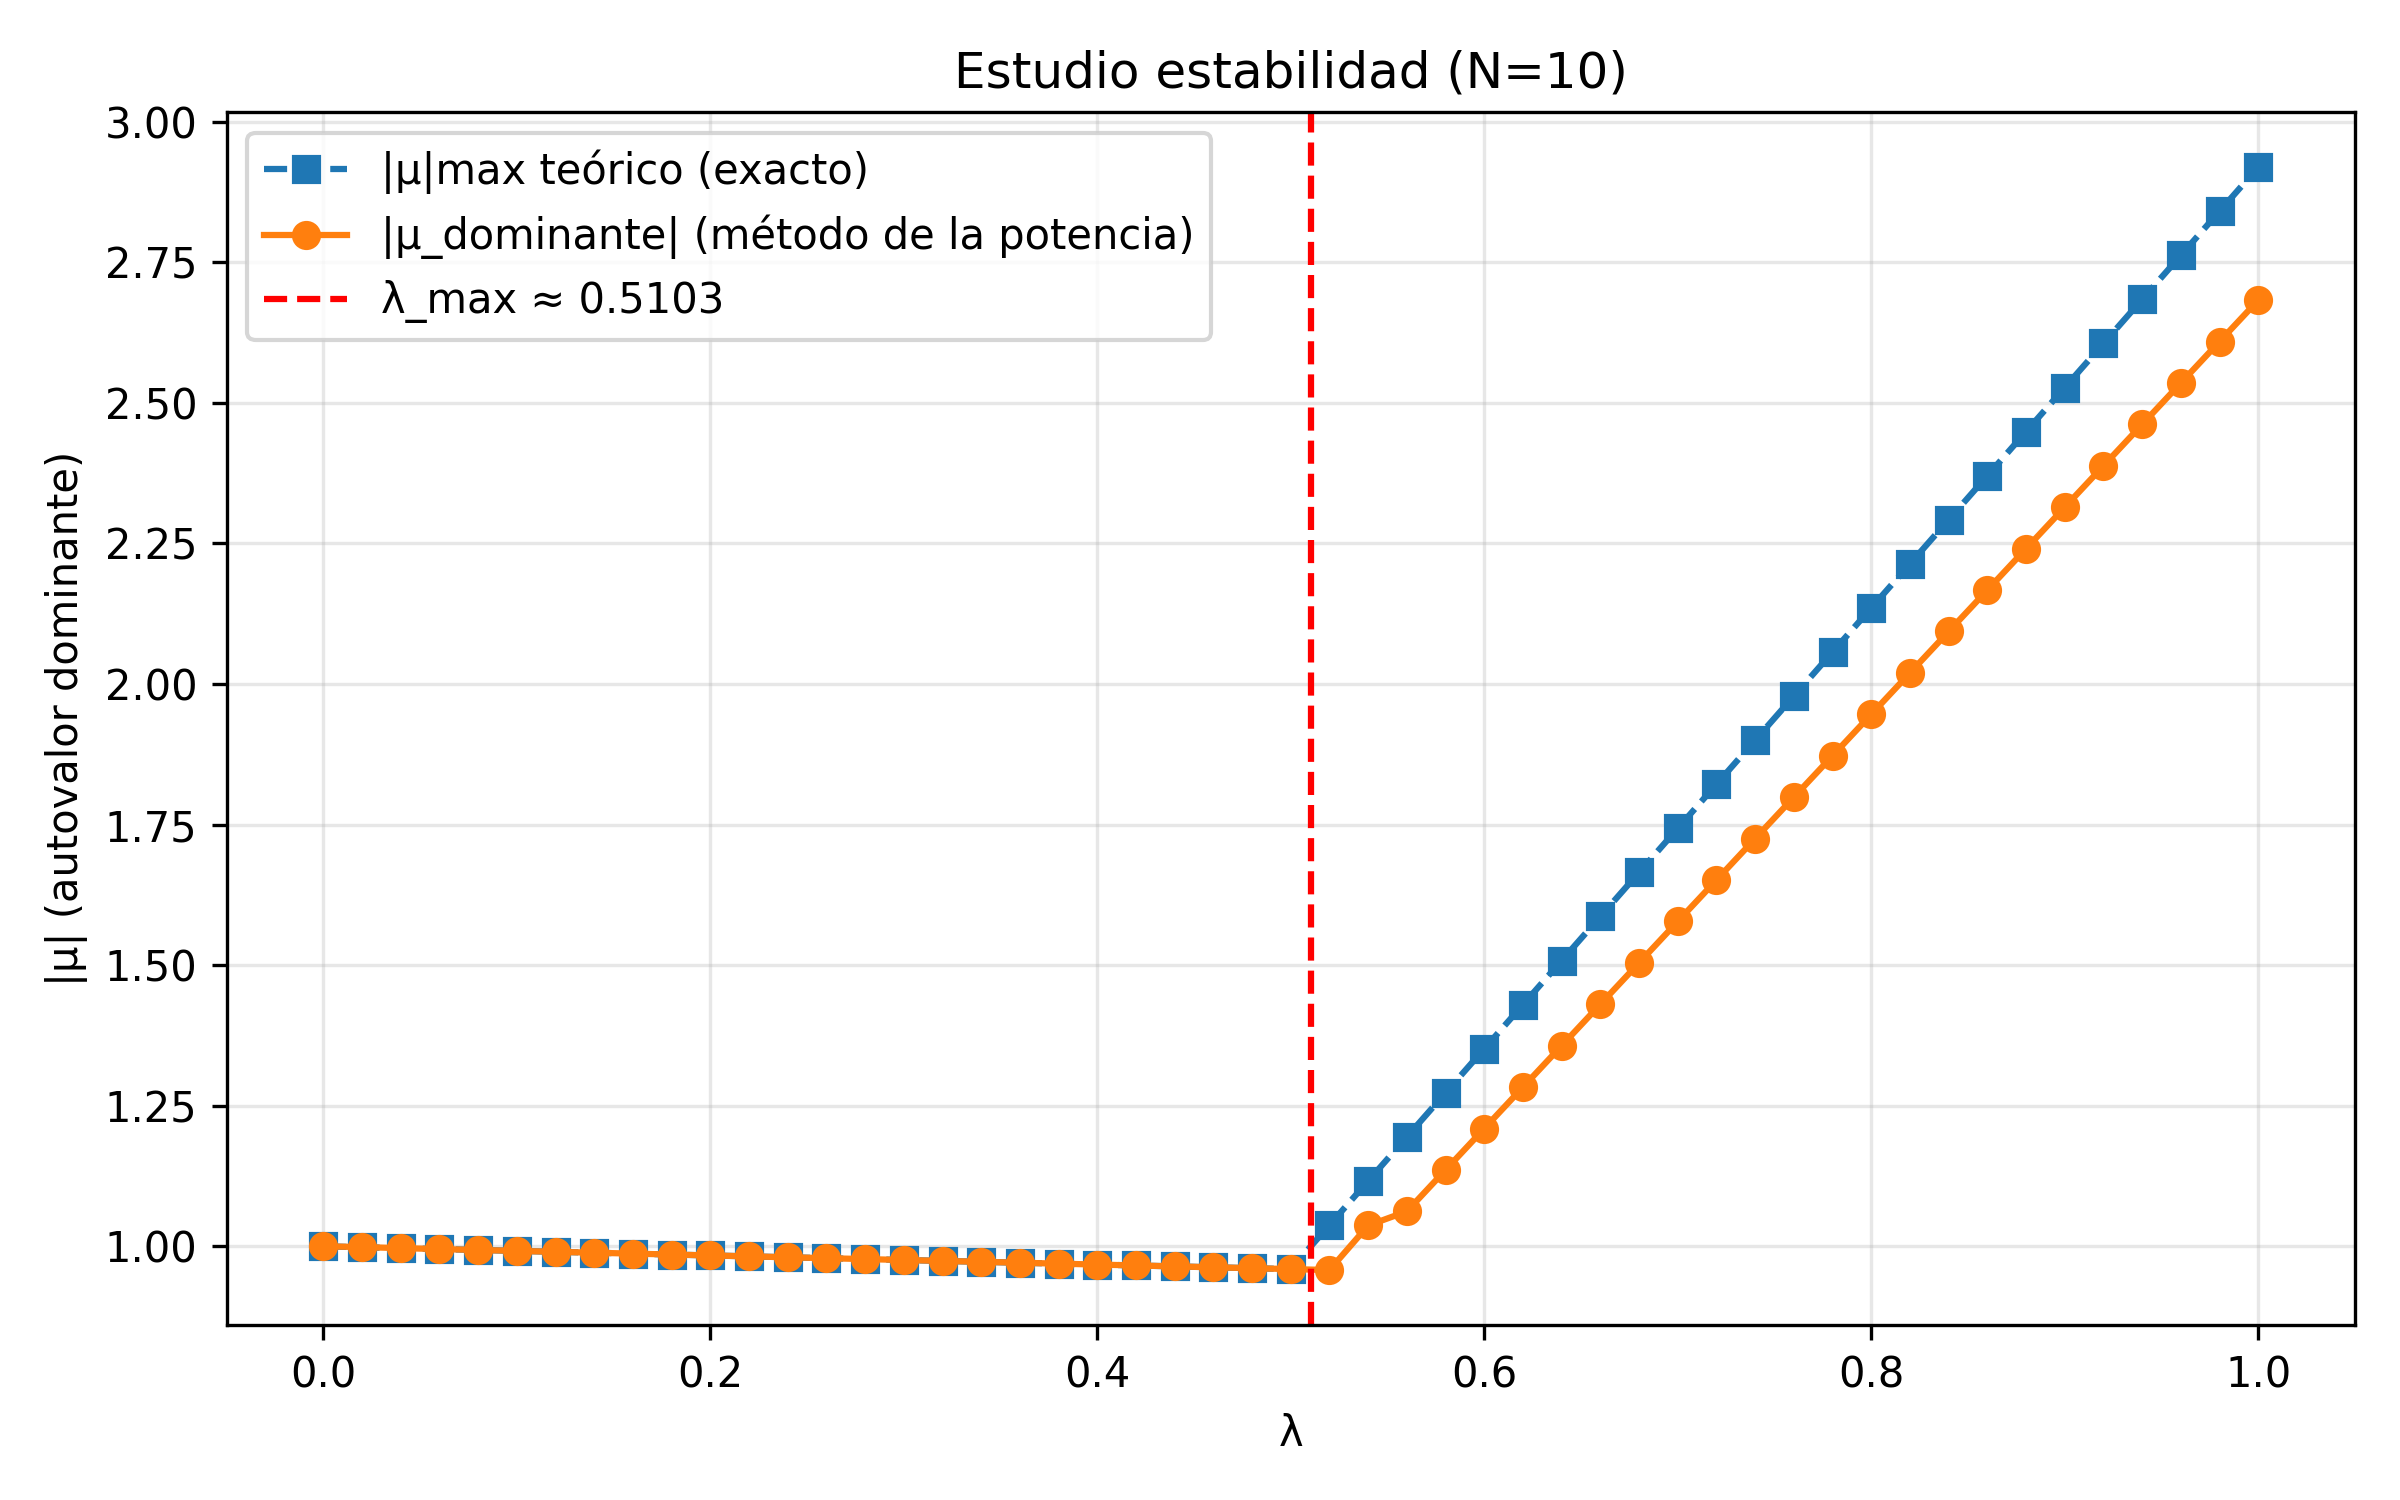 Estudio estabilidad (N=10)
|μ|max teórico (exacto)
|μ_dominante| (método de la potencia)
λ_max ≈ 0.5103
|μ| (autovalor dominante)
3.00
2.75
2.50
2.25
2.00
1.75
1.50
1.25
1.00
0.0 0.2 0.4 0.6 0.8 1.0
λ